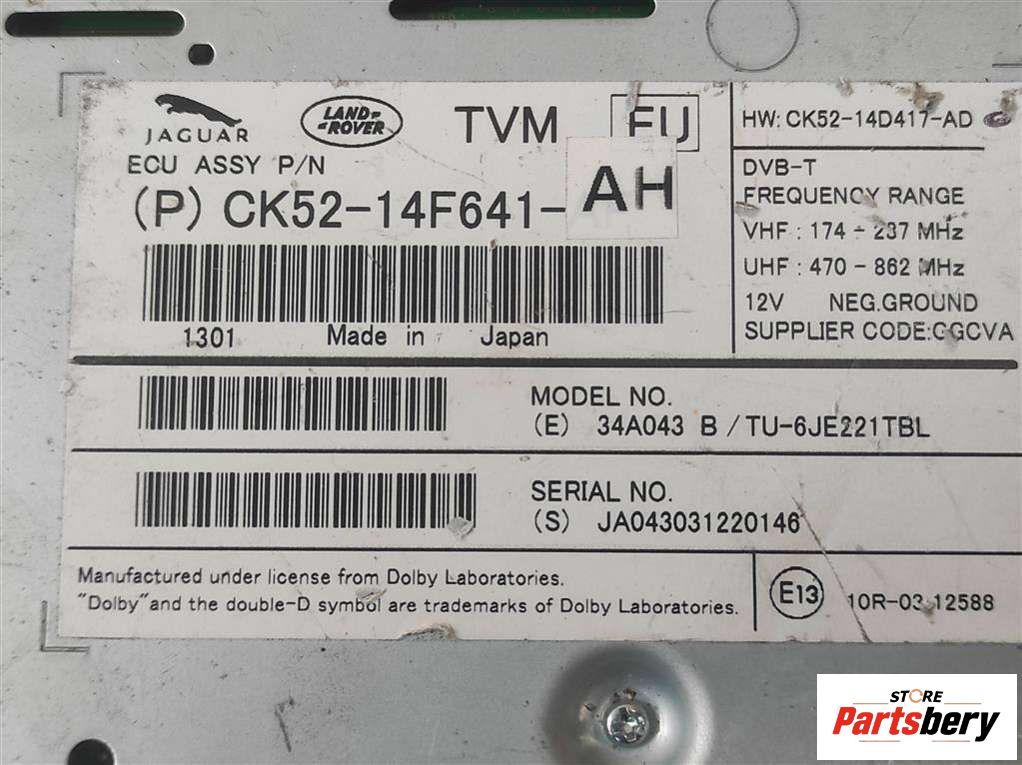 JAGUAR
LAND ROVER
TVM
EU
ECU ASSY P/N
(P) CK52-14F641-AH
1301 Made in Japan
HW: CK52-14D417-AD
DVB-T
FREQUENCY RANGE
VHF : 174 - 237 MHz
UHF : 470 - 862 MHz
12V NEG.GROUND
SUPPLIER CODE:CGCVA
MODEL NO.
(E) 34A043 B / TU-6JE221TBL
SERIAL NO.
(S) JA043031220146
Manufactured under license from Dolby Laboratories.
"Dolby"and the double-D symbol are trademarks of Dolby Laboratories.
E13
10R-03 12588
STORE
Partsbery